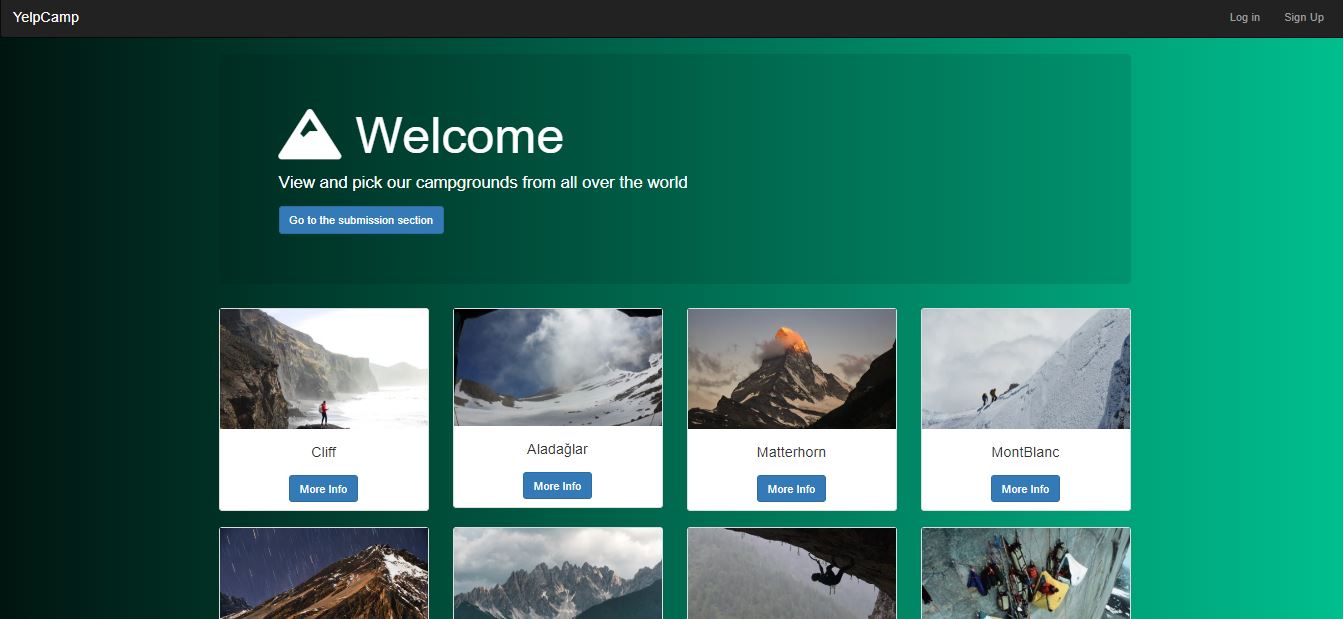 YelpCamp Log in Sign Up
Welcome
View and pick our campgrounds from all over the world
Go to the submission section
Cliff
More Info
Aladağlar
More Info
Matterhorn
More Info
MontBlanc
More Info